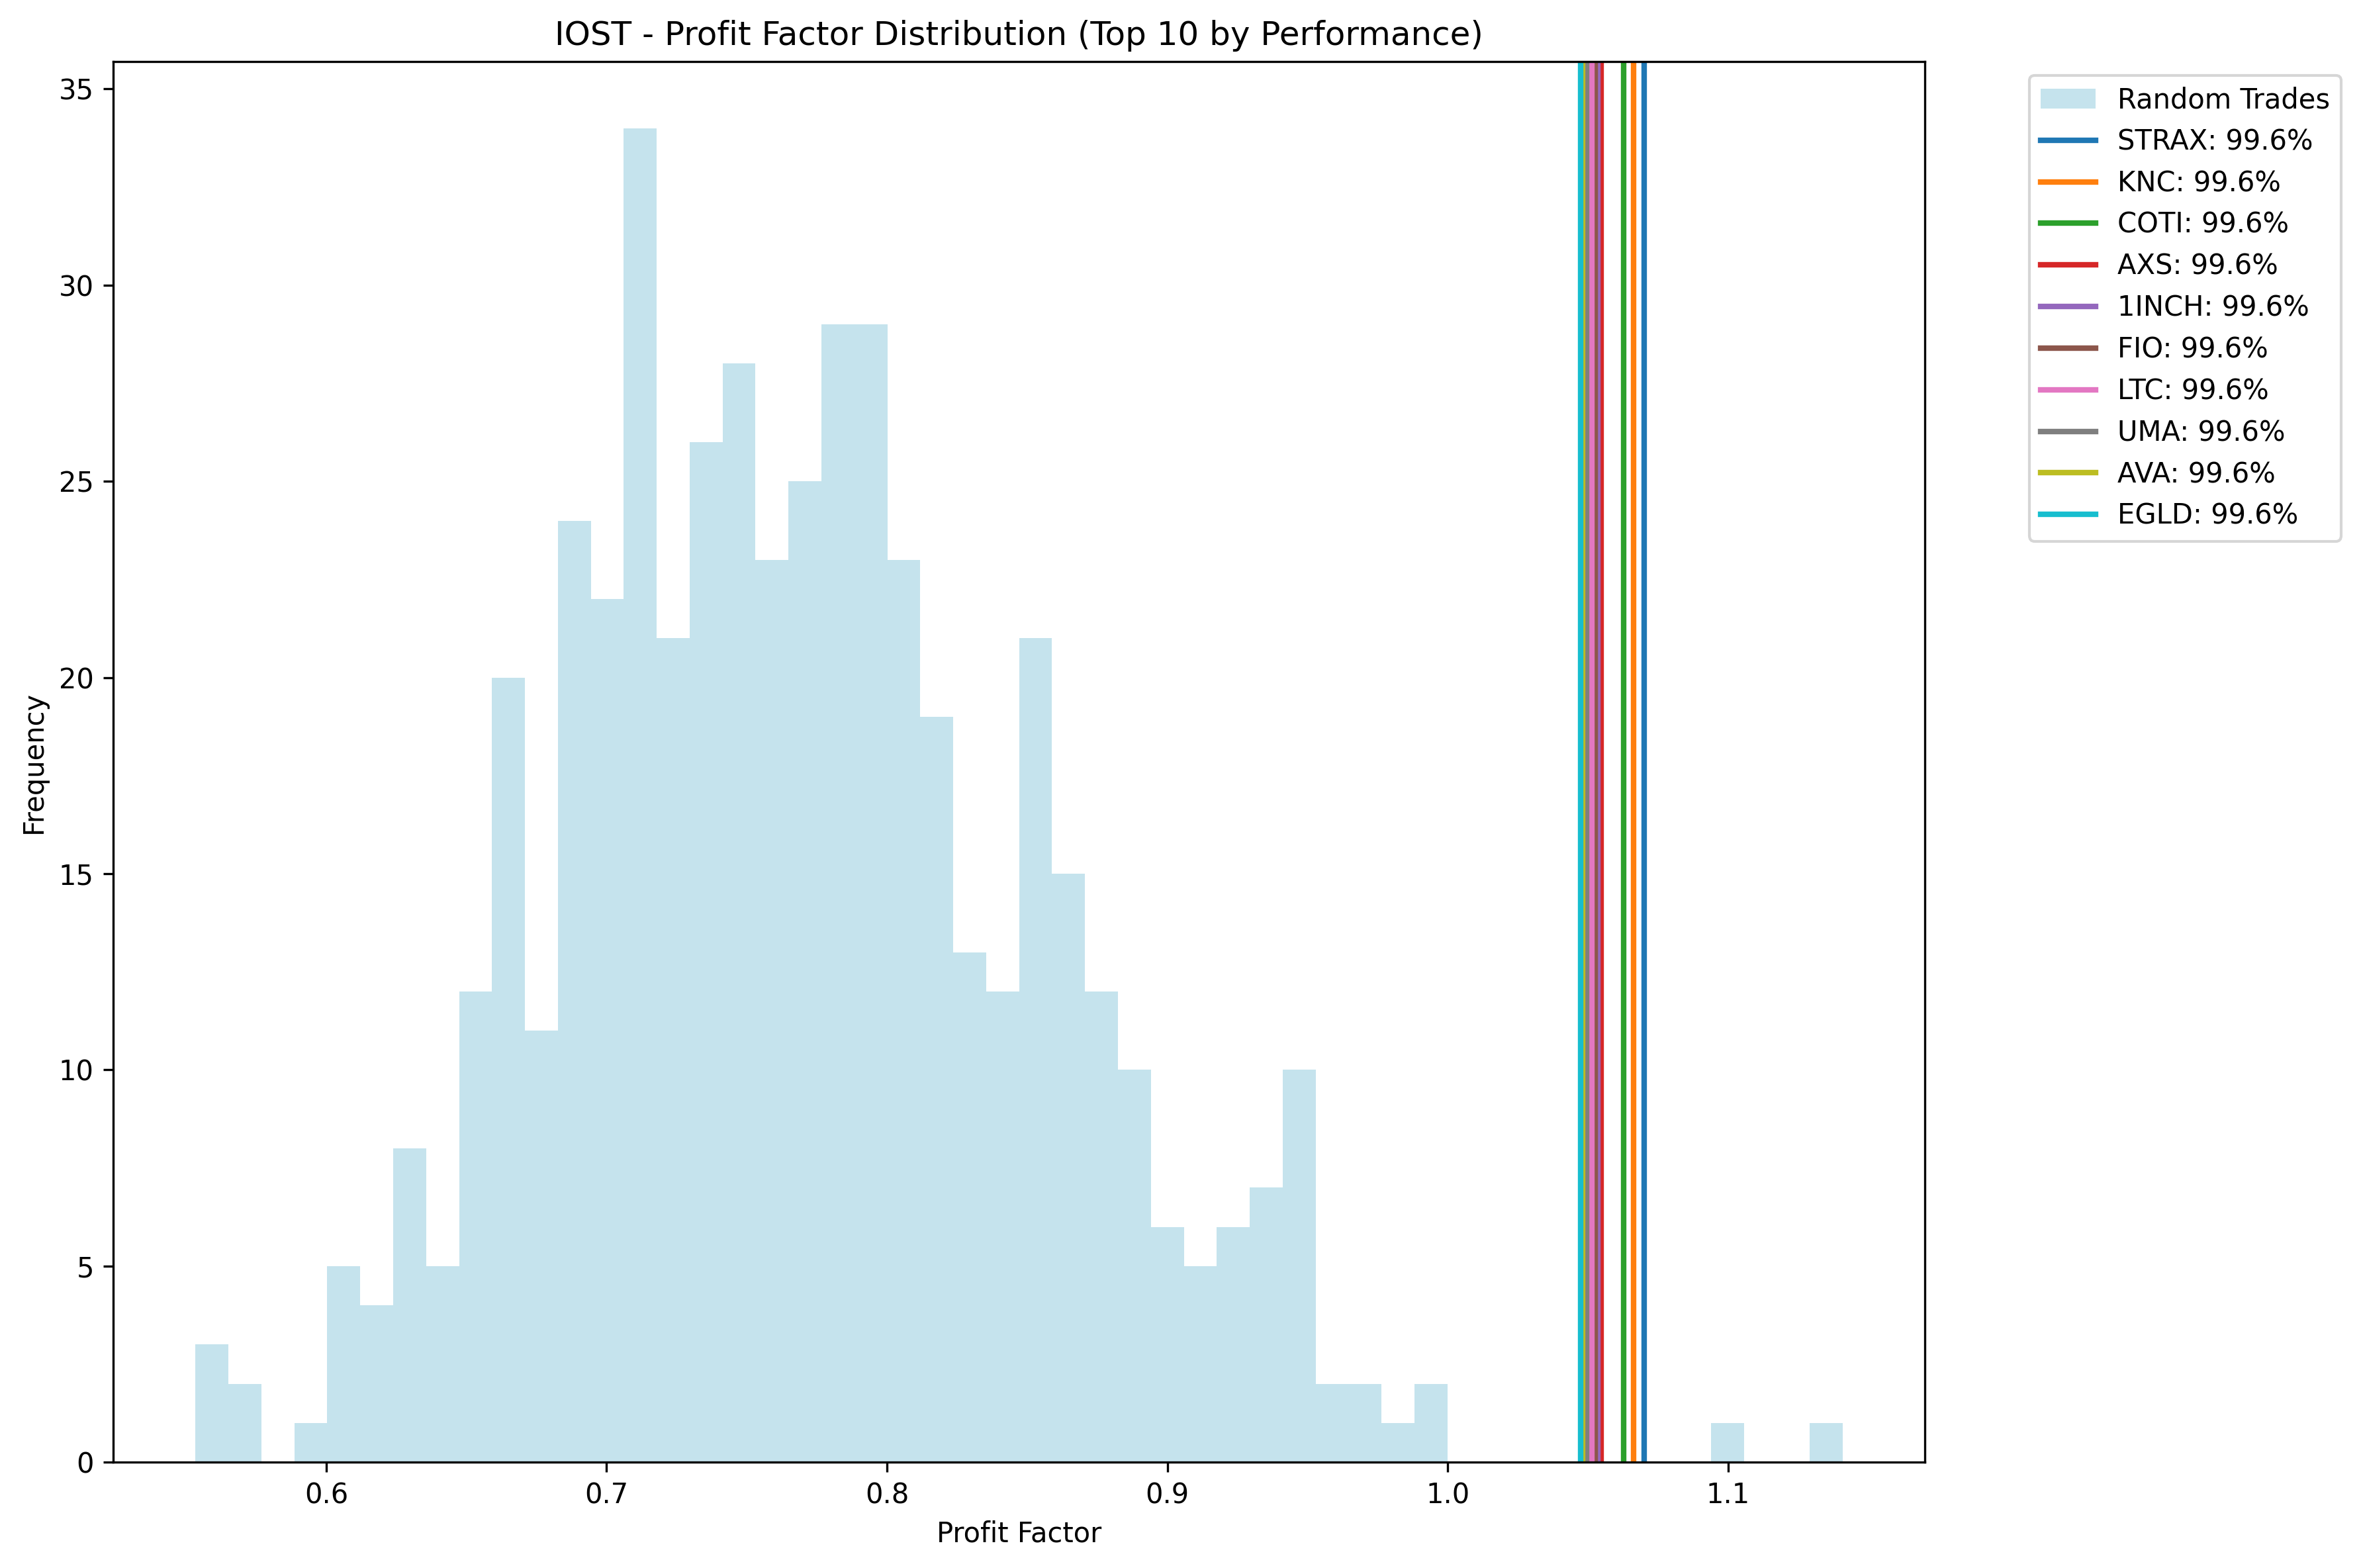 IOST - Profit Factor Distribution (Top 10 by Performance)
35
30
25
20
15
10
5
0
Frequency
0.6 0.7 0.8 0.9 1.0 1.1
Profit Factor
Random Trades
STRAX: 99.6%
KNC: 99.6%
COTI: 99.6%
AXS: 99.6%
1INCH: 99.6%
FIO: 99.6%
LTC: 99.6%
UMA: 99.6%
AVA: 99.6%
EGLD: 99.6%